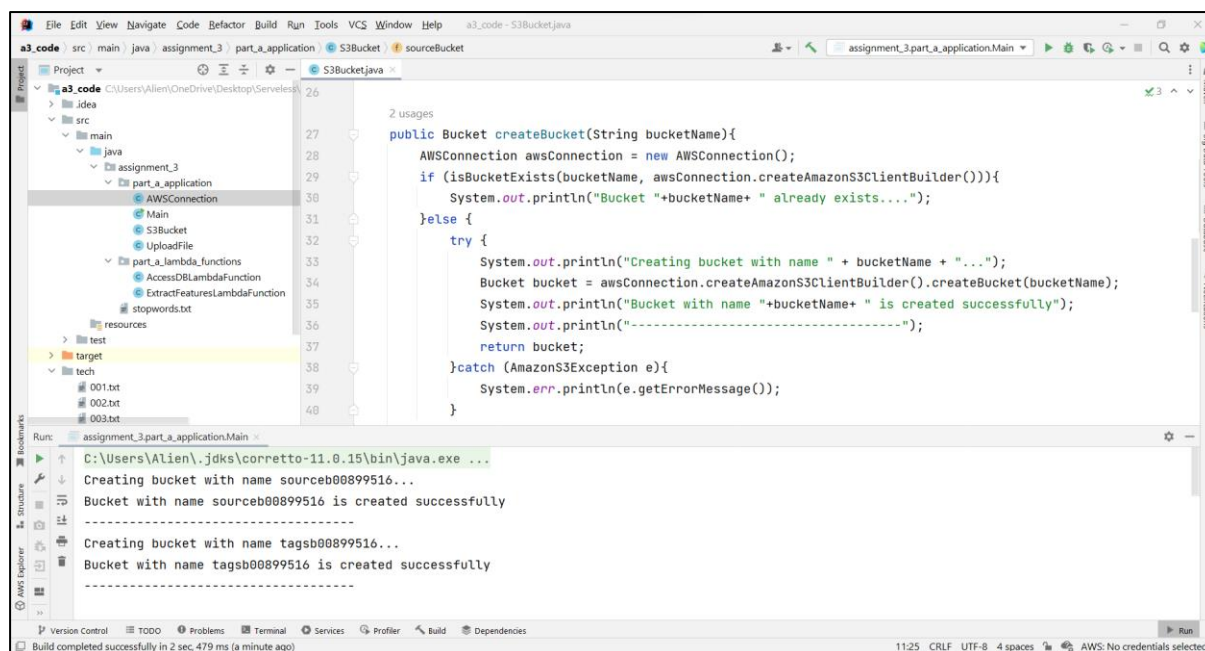 File Edit View Navigate Code Refactor Build Run Tools VCS Window Help a3_code - S3Bucket.java
a3_code src main java assignment_3 part_a_application S3Bucket sourceBucket assignment_3.part_a_application.Main
Project
S3Bucket.java
a3_code C:\Users\Alien\OneDrive\Desktop\Serveless\
.idea
src
main
java
assignment_3
part_a_application
AWSConnection
Main
S3Bucket
UploadFile
part_a_lambda_functions
AccessDBLambdaFunction
ExtractFeaturesLambdaFunction
stopwords.txt
resources
test
target
tech
001.txt
002.txt
003.txt
Project
Bookmarks
Structure
AWS Explorer
3
26
2 usages
27 public Bucket createBucket(String bucketName){
28 AWSConnection awsConnection = new AWSConnection();
29 if (isBucketExists(bucketName, awsConnection.createAmazonS3ClientBuilder())){
30 System.out.println("Bucket "+bucketName+ " already exists....");
31 }else {
32 try {
33 System.out.println("Creating bucket with name " + bucketName + "...");
34 Bucket bucket = awsConnection.createAmazonS3ClientBuilder().createBucket(bucketName);
35 System.out.println("Bucket with name "+bucketName+ " is created successfully");
36 System.out.println("------------------------------------");
37 return bucket;
38 }catch (AmazonS3Exception e){
39 System.err.println(e.getErrorMessage());
40 }
Run: assignment_3.part_a_application.Main
C:\Users\Alien\.jdks\corretto-11.0.15\bin\java.exe ...
Creating bucket with name sourceb00899516...
Bucket with name sourceb00899516 is created successfully
------------------------------------
Creating bucket with name tagsb00899516...
Bucket with name tagsb00899516 is created successfully
------------------------------------
Version Control TODO Problems Terminal Services Profiler Build Dependencies Run
Build completed successfully in 2 sec, 479 ms (a minute ago) 11:25 CRLF UTF-8 4 spaces AWS: No credentials selected